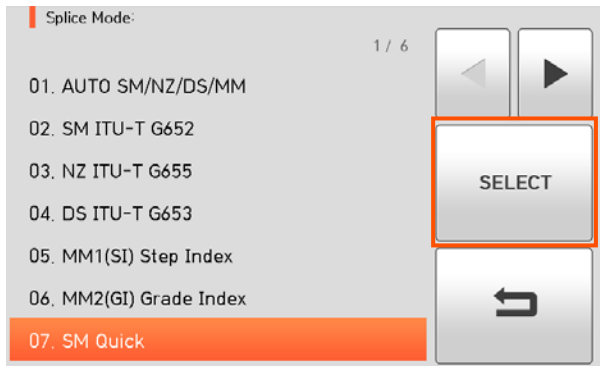 Splice Mode:
1 / 6
01. AUTO SM/NZ/DS/MM
02. SM ITU-T G652
03. NZ ITU-T G655
04. DS ITU-T G653
05. MM1(SI) Step Index
06. MM2(GI) Grade Index
07. SM Quick
SELECT